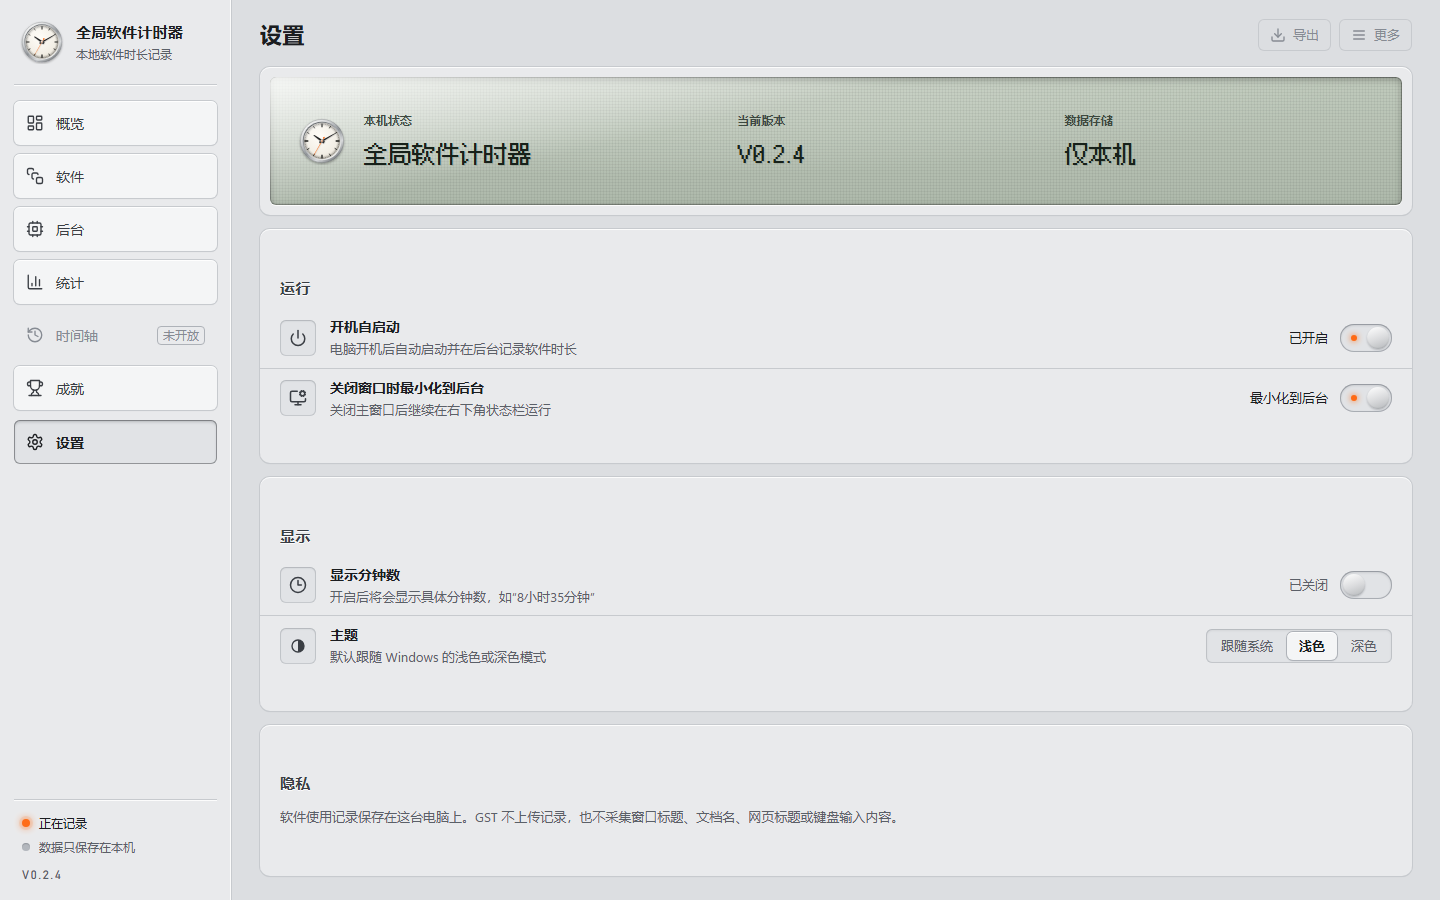 全局软件计时器
本地软件时长记录
概览
软件
后台
统计
时间轴 未开放
成就
设置
正在记录
数据只保存在本机
V0.2.4
设置
导出 更多
本机状态 当前版本 数据存储
全局软件计时器 V0.2.4 仅本机
运行
开机自启动
电脑开机后自动启动并在后台记录软件时长
已开启
关闭窗口时最小化到后台
关闭主窗口后继续在右下角状态栏运行
最小化到后台
显示
显示分钟数
开启后将会显示具体分钟数，如“8小时35分钟”
已关闭
主题
默认跟随 Windows 的浅色或深色模式
跟随系统 浅色 深色
隐私
软件使用记录保存在这台电脑上。GST 不上传记录，也不采集窗口标题、文档名、网页标题或键盘输入内容。